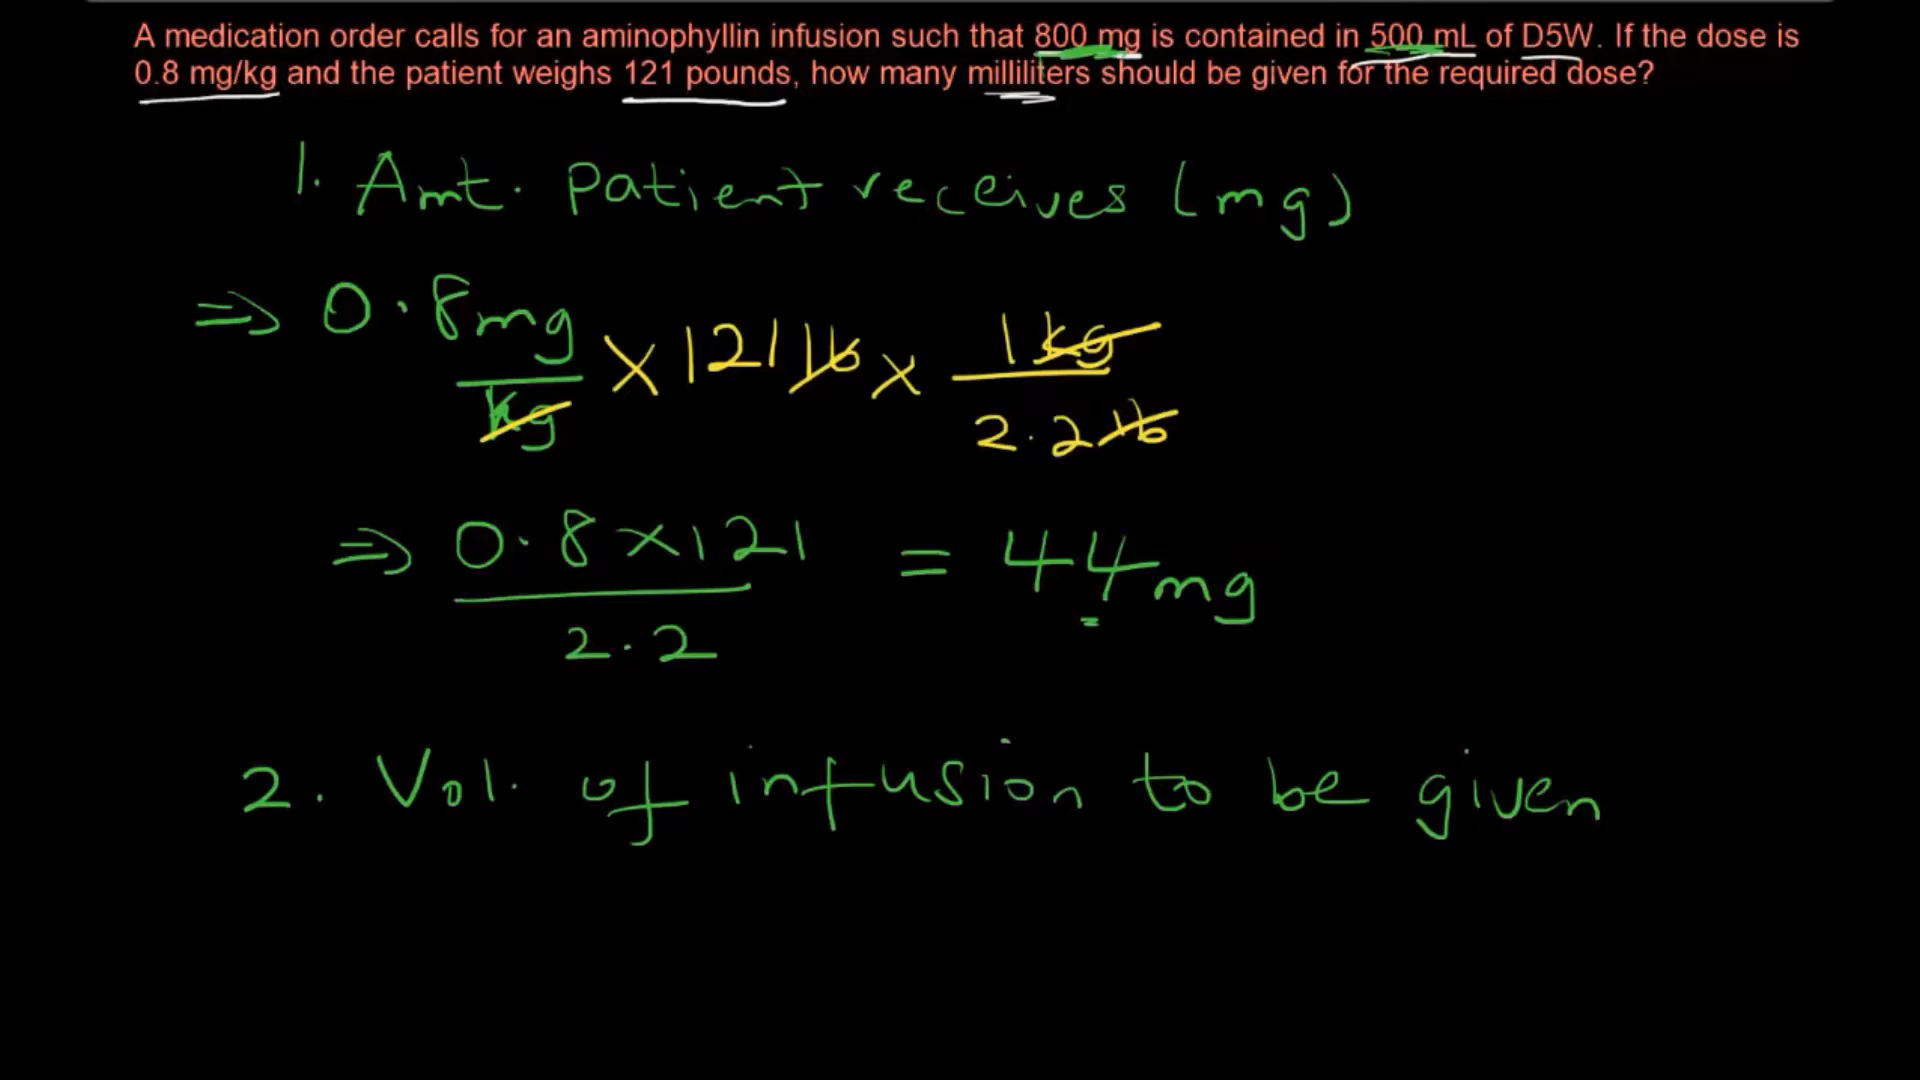 A medication order calls for an aminophyllin infusion such that 800 mg is contained in 500 mL of D5W. If the dose is
0.8 mg/kg and the patient weighs 121 pounds, how many milliliters should be given for the required dose?
1. Amt. patient receives (mg)
⇒ 0.8mg/kg × 121 lb × 1kg/2.2lb
⇒ 0.8×121/2.2 = 44mg
2. Vol. of infusion to be given